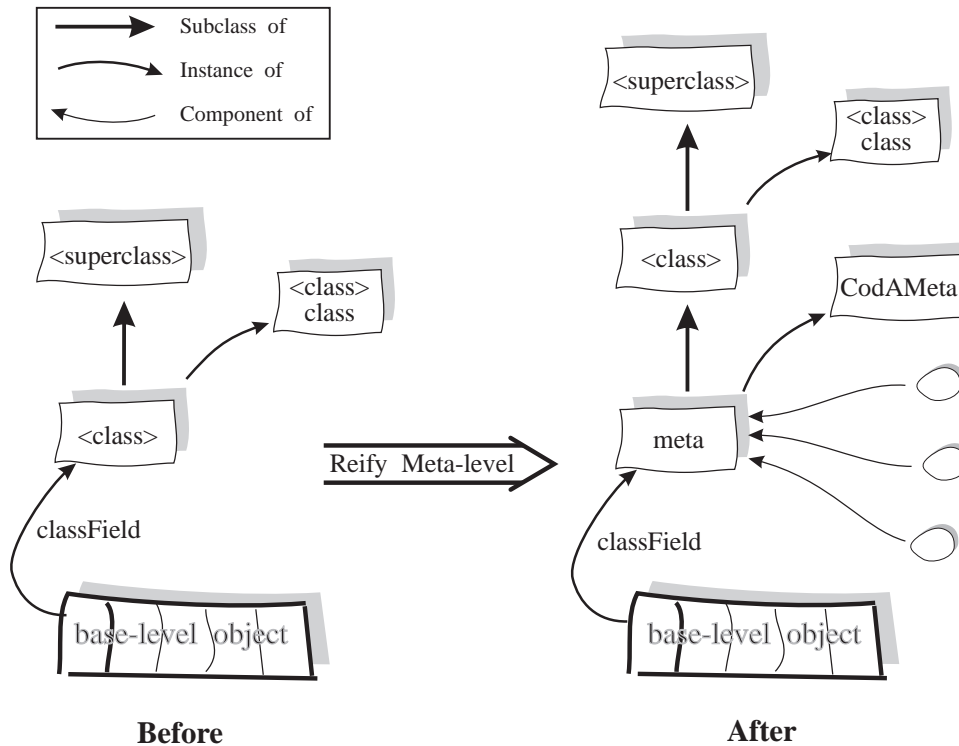 Subclass of
Instance of
Component of
<superclass>
<class>
class
<class>
classField
base-level object
Before
Reify Meta-level
<superclass>
<class>
class
<class>
CodAMeta
meta
classField
base-level object
After